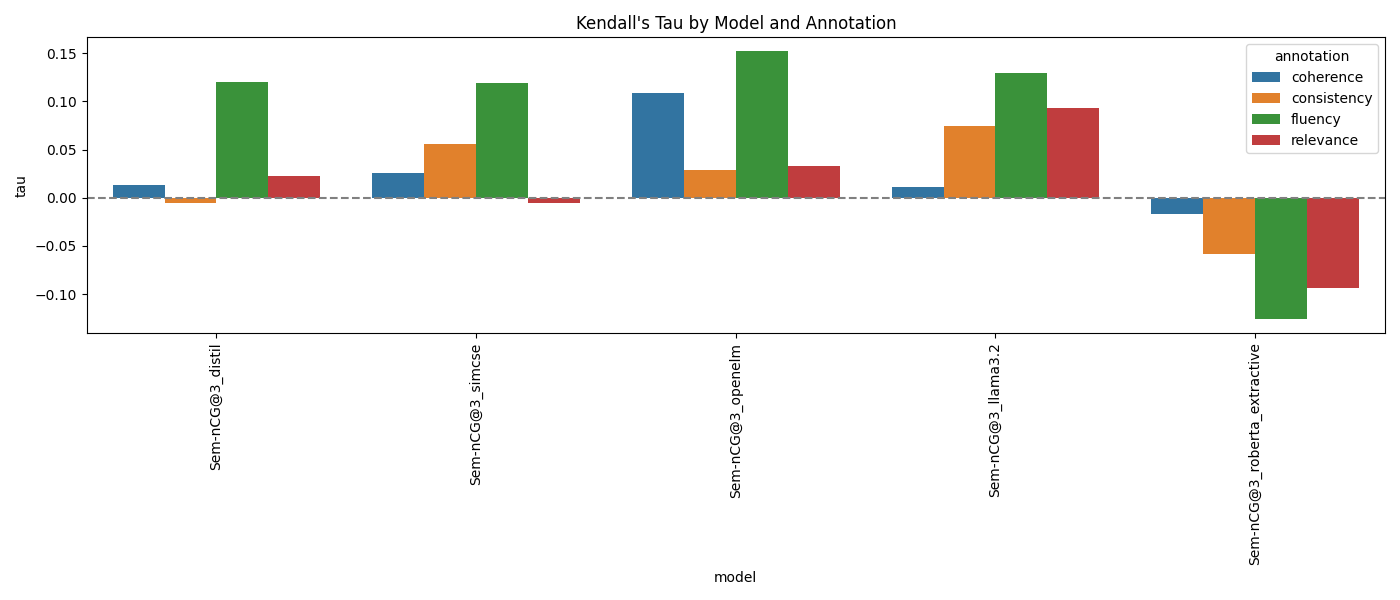 Kendall's Tau by Model and Annotation
annotation
coherence
consistency
fluency
relevance
tau
0.15
0.10
0.05
0.00
−0.05
−0.10
Sem-nCG@3_distil
Sem-nCG@3_simcse
Sem-nCG@3_openelm
Sem-nCG@3_llama3.2
Sem-nCG@3_roberta_extractive
model